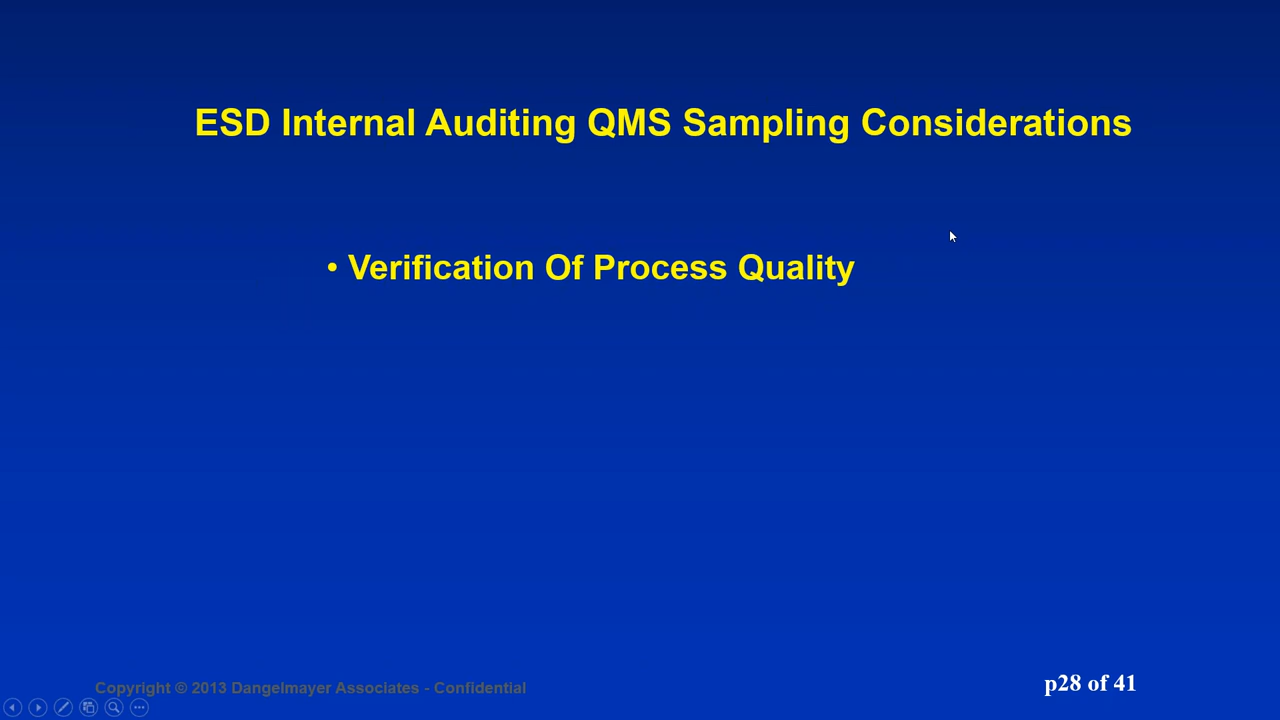 ESD Internal Auditing QMS Sampling Considerations
• Verification Of Process Quality
Copyright © 2013 Dangelmayer Associates - Confidential
p28 of 41